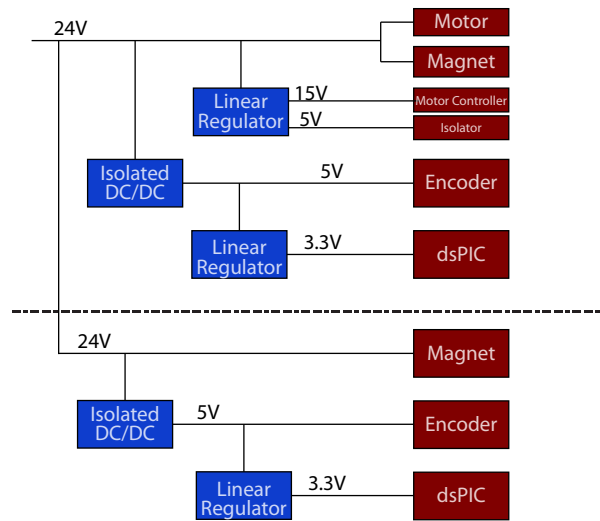 24V
Motor
Magnet
Linear
Regulator
15V
Motor Controller
5V
Isolator
Isolated
DC/DC
5V
Encoder
Linear
Regulator
3.3V
dsPIC
24V
Magnet
Isolated
DC/DC
5V
Encoder
Linear
Regulator
3.3V
dsPIC